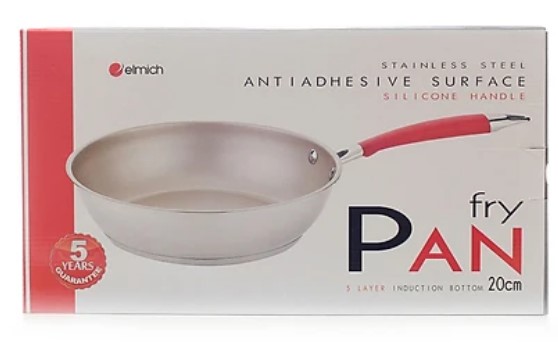 elmich
STAINLESS STEEL
ANTIADHESIVE SURFACE
SILICONE HANDLE
fry
PAN
5 LAYER INDUCTION BOTTOM 20cm
5
YEARS
GUARANTEE